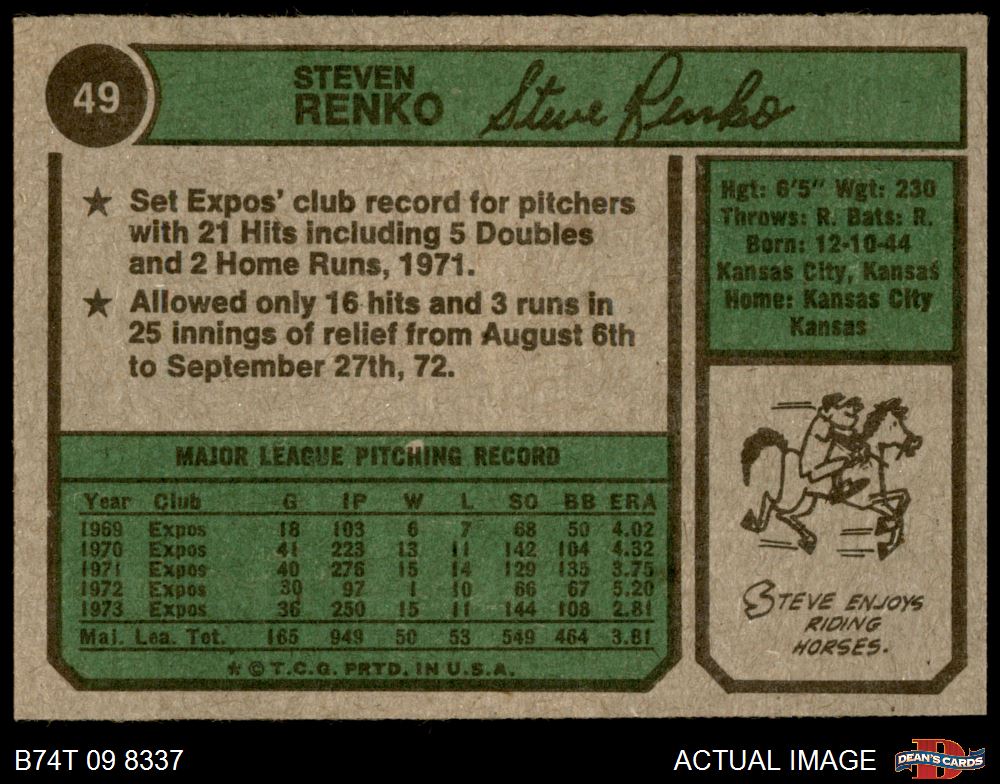 49
STEVEN
RENKO
Steve Renko
★ Set Expos' club record for pitchers
with 21 Hits including 5 Doubles
and 2 Home Runs, 1971.
★ Allowed only 16 hits and 3 runs in
25 innings of relief from August 6th
to September 27th, 72.
Hgt: 6'5" Wgt: 230
Throws: R. Bats: R.
Born: 12-10-44
Kansas City, Kansas
Home: Kansas City
Kansas
MAJOR LEAGUE PITCHING RECORD
Year Club G IP W L SO BB ERA
1969 Expos 18 103 6 7 68 50 4.02
1970 Expos 41 223 13 11 142 104 4.32
1971 Expos 40 276 15 14 129 135 3.75
1972 Expos 30 97 1 10 66 67 5.20
1973 Expos 36 250 15 11 144 108 2.81
Maj. Lea. Tot. 165 949 50 53 549 464 3.81
★ © T.C.G. PRTD. IN U.S.A.
STEVE ENJOYS
RIDING
HORSES.
B74T 09 8337
ACTUAL IMAGE
D
DEAN'S CARDS